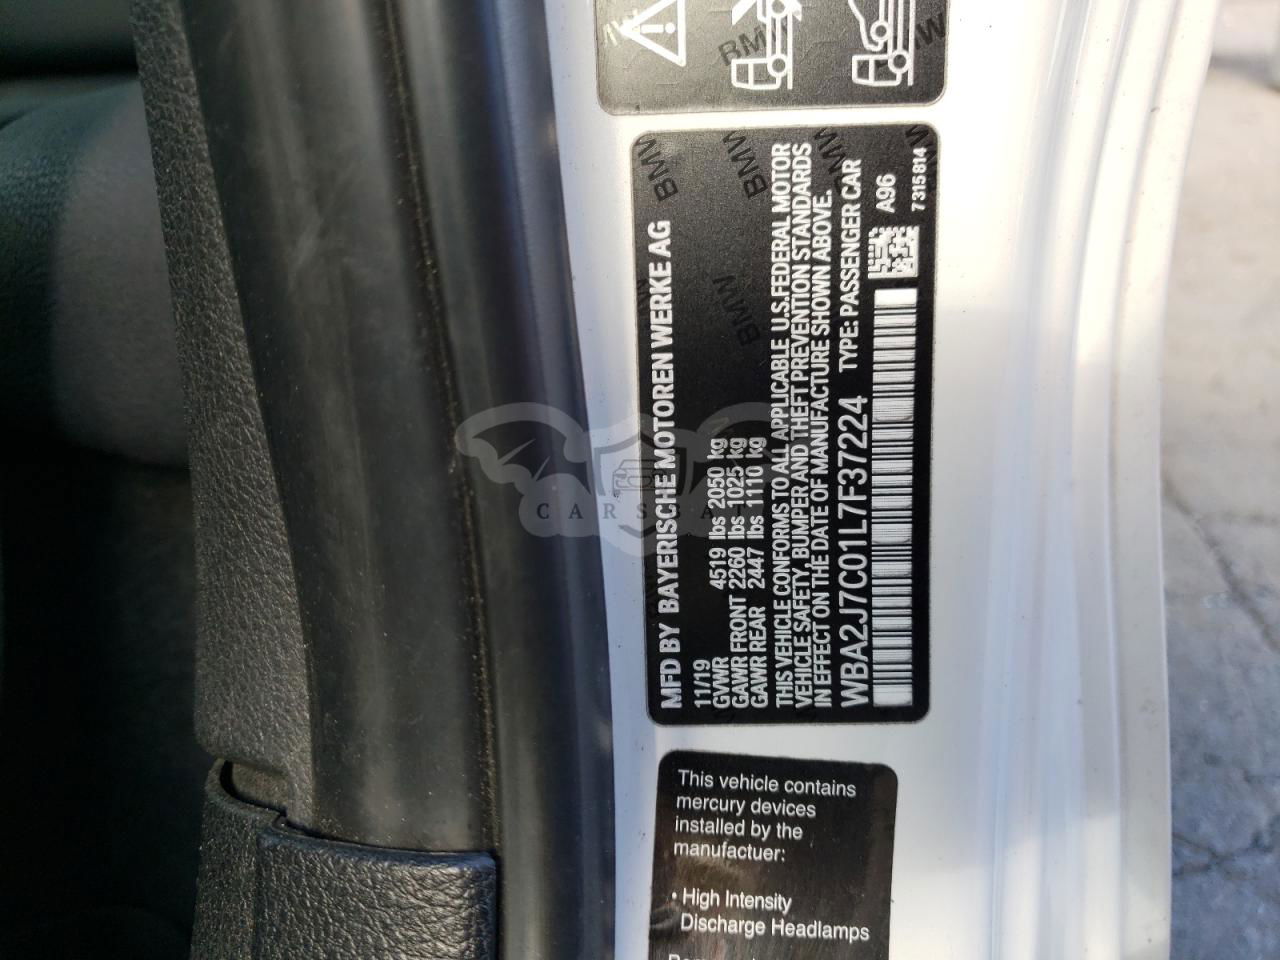 BMW
BMW
BMW
MFD BY BAYERISCHE MOTOREN WERKE AG
11/19
GVWR 4519 lbs 2050 kg
GAWR FRONT 2260 lbs 1025 kg
GAWR REAR 2447 lbs 1110 kg
THIS VEHICLE CONFORMS TO ALL APPLICABLE U.S.FEDERAL MOTOR
VEHICLE SAFETY, BUMPER AND THEFT PREVENTION STANDARDS
IN EFFECT ON THE DATE OF MANUFACTURE SHOWN ABOVE.
WBA2J7C01L7F37224 TYPE: PASSENGER CAR
A96
7315814
BMW
BMW
BMW
CARSBAT
This vehicle contains
mercury devices
installed by the
manufactuer:
• High Intensity
Discharge Headlamps